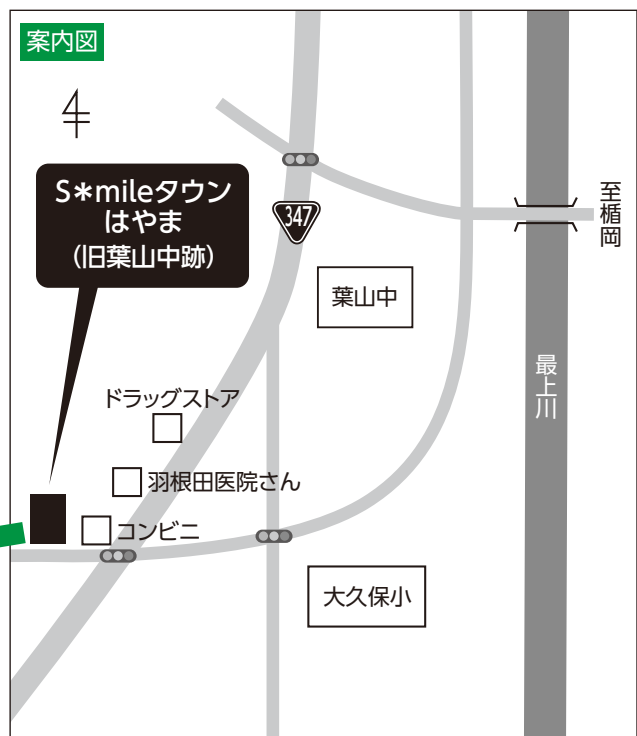 案内図
S*mileタウン
はやま
(旧葉山中跡)
347
至楯岡
葉山中
最上川
ドラッグストア
羽根田医院さん
コンビニ
大久保小